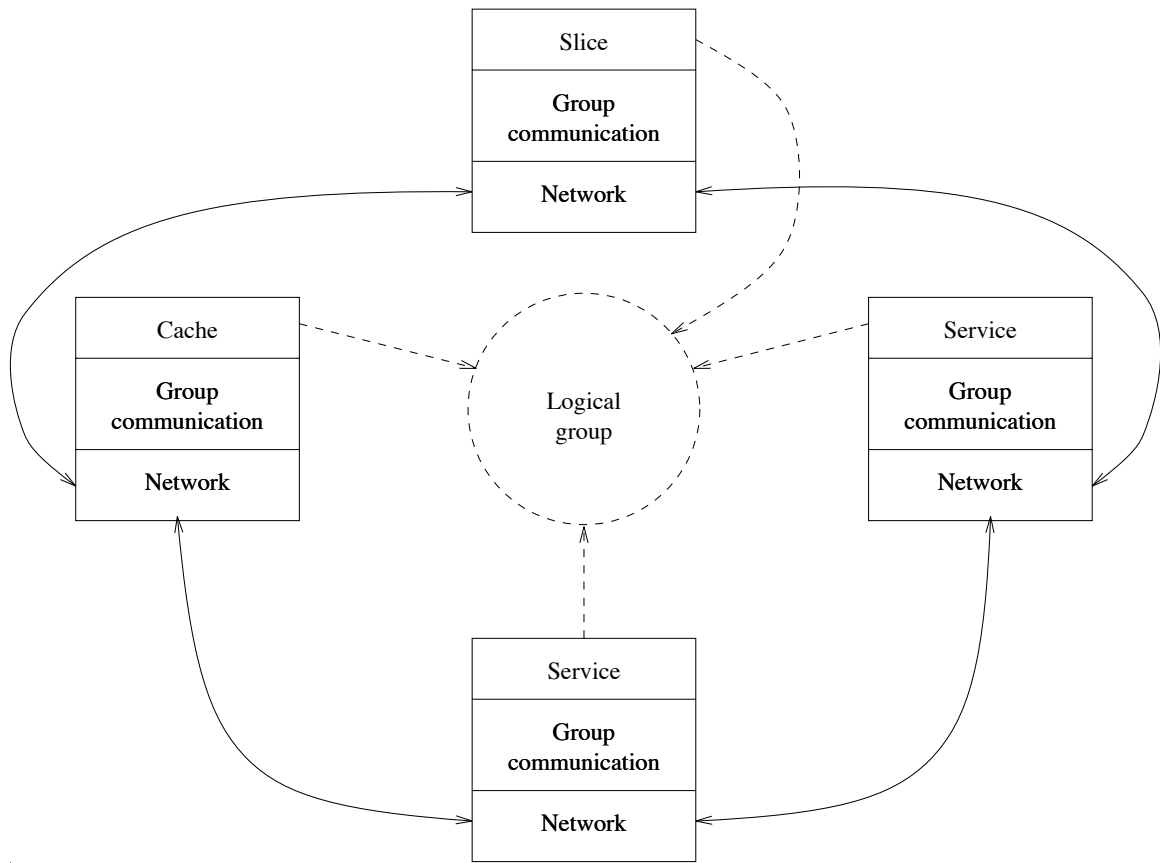 Slice
Group
communication
Network
Cache
Group
communication
Network
Logical
group
Service
Group
communication
Network
Service
Group
communication
Network